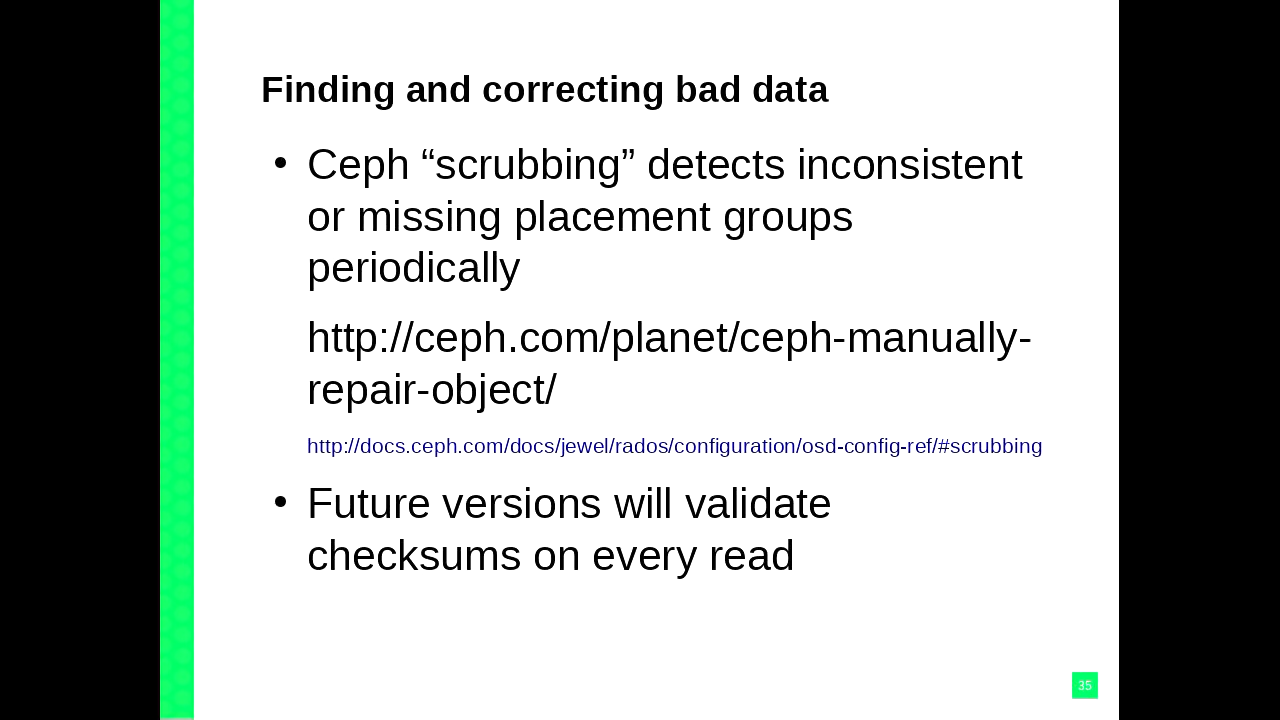 Finding and correcting bad data
• Ceph “scrubbing” detects inconsistent
or missing placement groups
periodically
http://ceph.com/planet/ceph-manually-
repair-object/
http://docs.ceph.com/docs/jewel/rados/configuration/osd-config-ref/#scrubbing
• Future versions will validate
checksums on every read
35